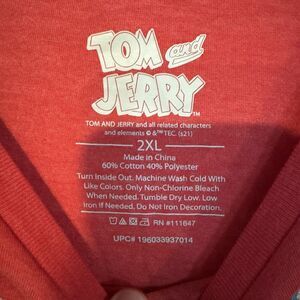 TOM and
JERRY™
TOM AND JERRY and all related characters
and elements © &™ TEC. (s21)
2XL
Made in China
60% Cotton 40% Polyester
Turn Inside Out. Machine Wash Cold With
Like Colors. Only Non-Chlorine Bleach
When Needed. Tumble Dry Low. Low
Iron if Needed. Do Not Iron Decoration.
RN #111647
UPC# 196033937014